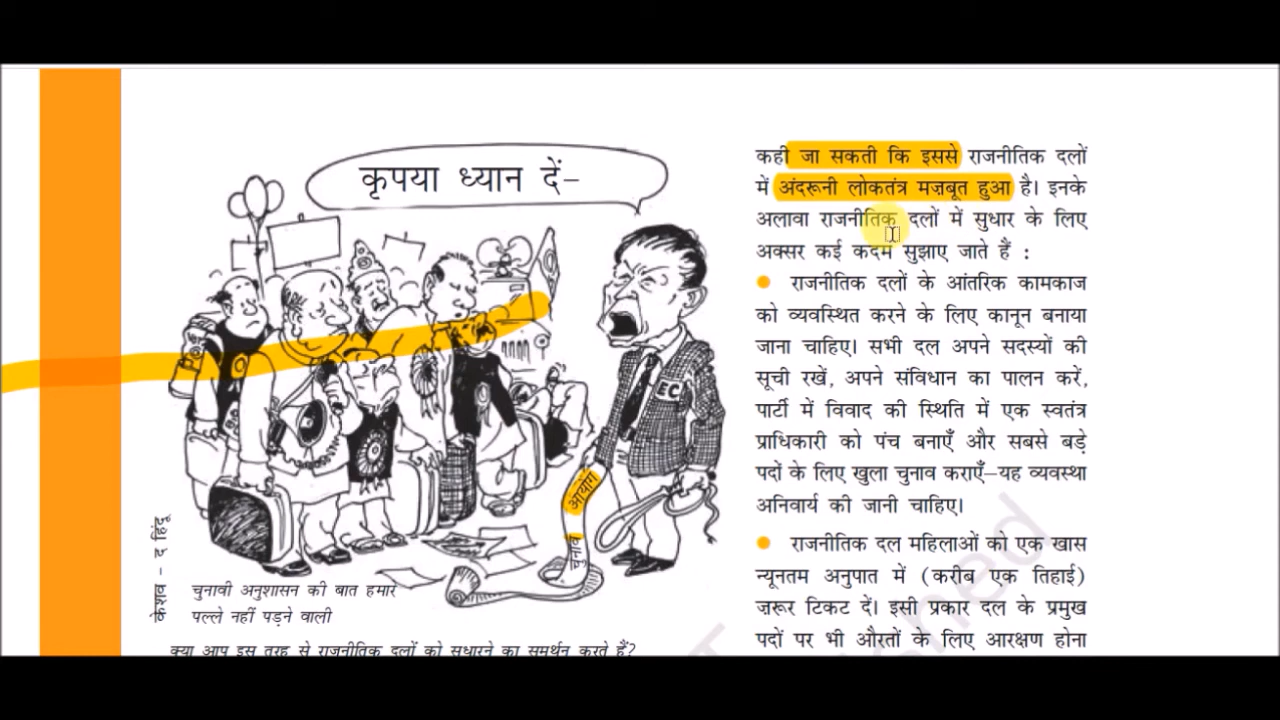 कृपया ध्यान दें-
EC
चुनाव आयोग
केशव - द हिंदू
चुनावी अनुशासन की बात हमारे
पल्ले नहीं पड़ने वाली
क्या आप इस तरह से राजनीतिक दलों को सुधारने का समर्थन करते हैं?
कही जा सकती कि इससे राजनीतिक दलों
में अंदरूनी लोकतंत्र मज़बूत हुआ है। इनके
अलावा राजनीतिक दलों में सुधार के लिए
अक्सर कई कदम सुझाए जाते हैं :
● राजनीतिक दलों के आंतरिक कामकाज
को व्यवस्थित करने के लिए कानून बनाया
जाना चाहिए। सभी दल अपने सदस्यों की
सूची रखें, अपने संविधान का पालन करें,
पार्टी में विवाद की स्थिति में एक स्वतंत्र
प्राधिकारी को पंच बनाएँ और सबसे बड़े
पदों के लिए खुला चुनाव कराएँ–यह व्यवस्था
अनिवार्य की जानी चाहिए।
● राजनीतिक दल महिलाओं को एक खास
न्यूनतम अनुपात में (करीब एक तिहाई)
ज़रूर टिकट दें। इसी प्रकार दल के प्रमुख
पदों पर भी औरतों के लिए आरक्षण होना